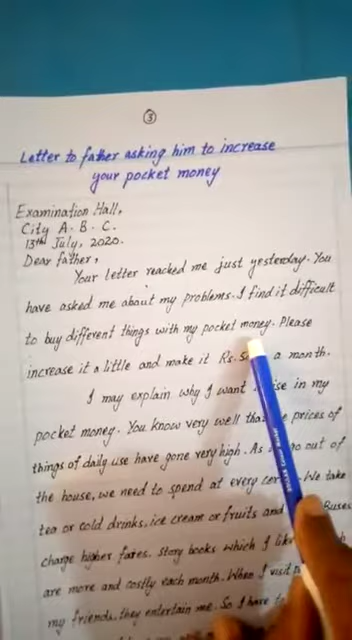 3
Letter to father asking him to increase
your pocket money
Examination Hall,
City A. B. C.
13th July, 2020.
Dear father,
Your letter reached me just yesterday. You
have asked me about my problems. I find it difficult
to buy different things with my pocket money. Please
increase it a little and make it Rs. a month.
I may explain why I want in my
pocket money. You know very well prices of
things of daily use have gone very high. As out of
the house, we need to spend at every We take
tea or cold drinks, ice cream or fruits and Buses
charge higher fares. Story books which I
are more and costly each month. When I visit
my friends, they entertain me. So I have